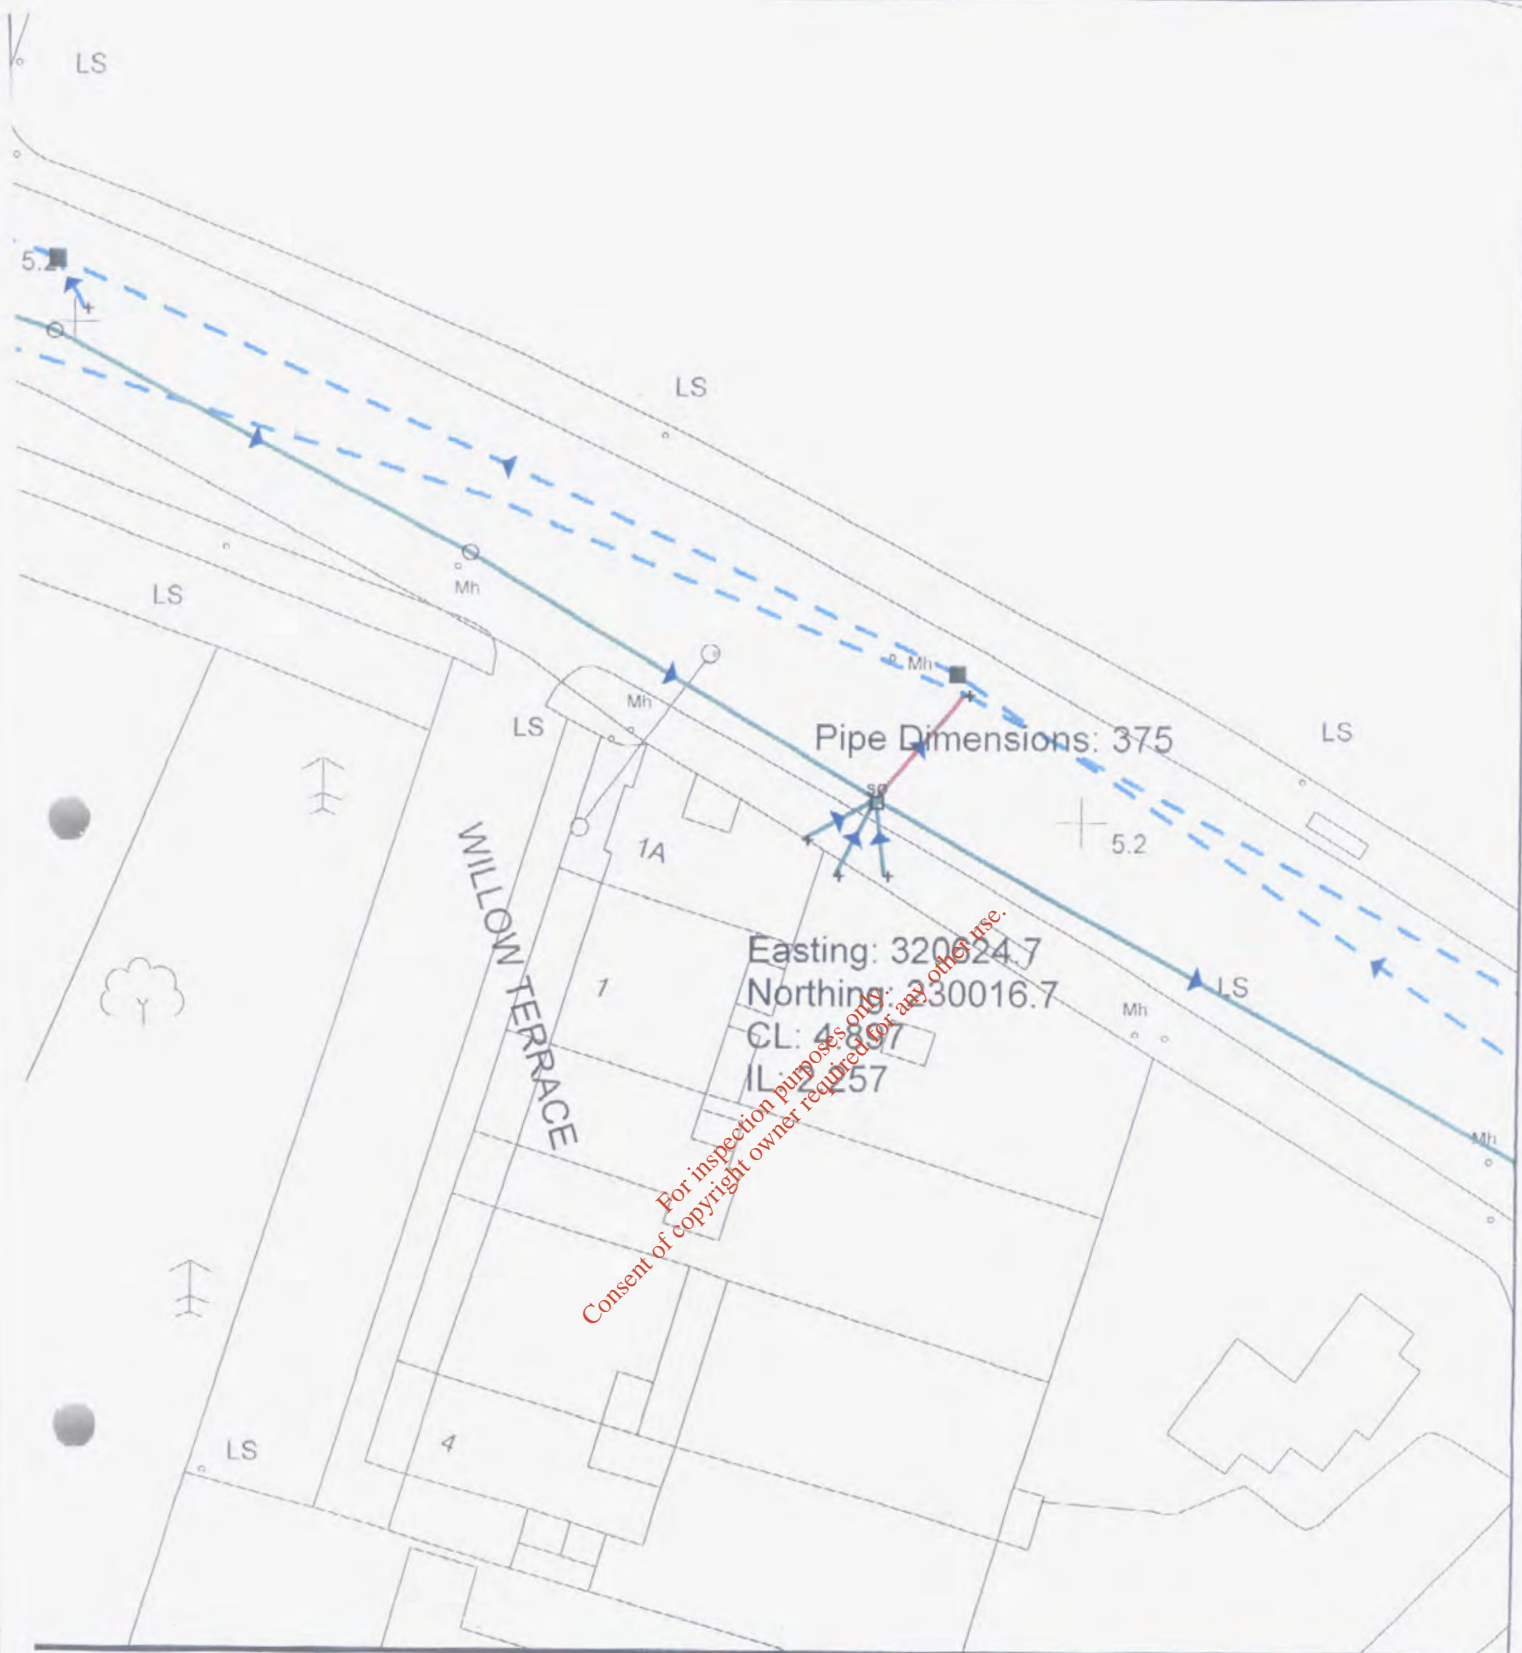 LS
5.2
LS
Mh
LS
Mh
Mh
LS
Pipe Dimensions: 375
LS
so
1A
5.2
WILLOW TERRACE
Easting: 320624.7
Northing: 230016.7
CL: 4.897
IL: 2.257
1
LS
Mh
Mh
For inspection purposes only.
Consent of copyright owner required for any other use.
4
LS